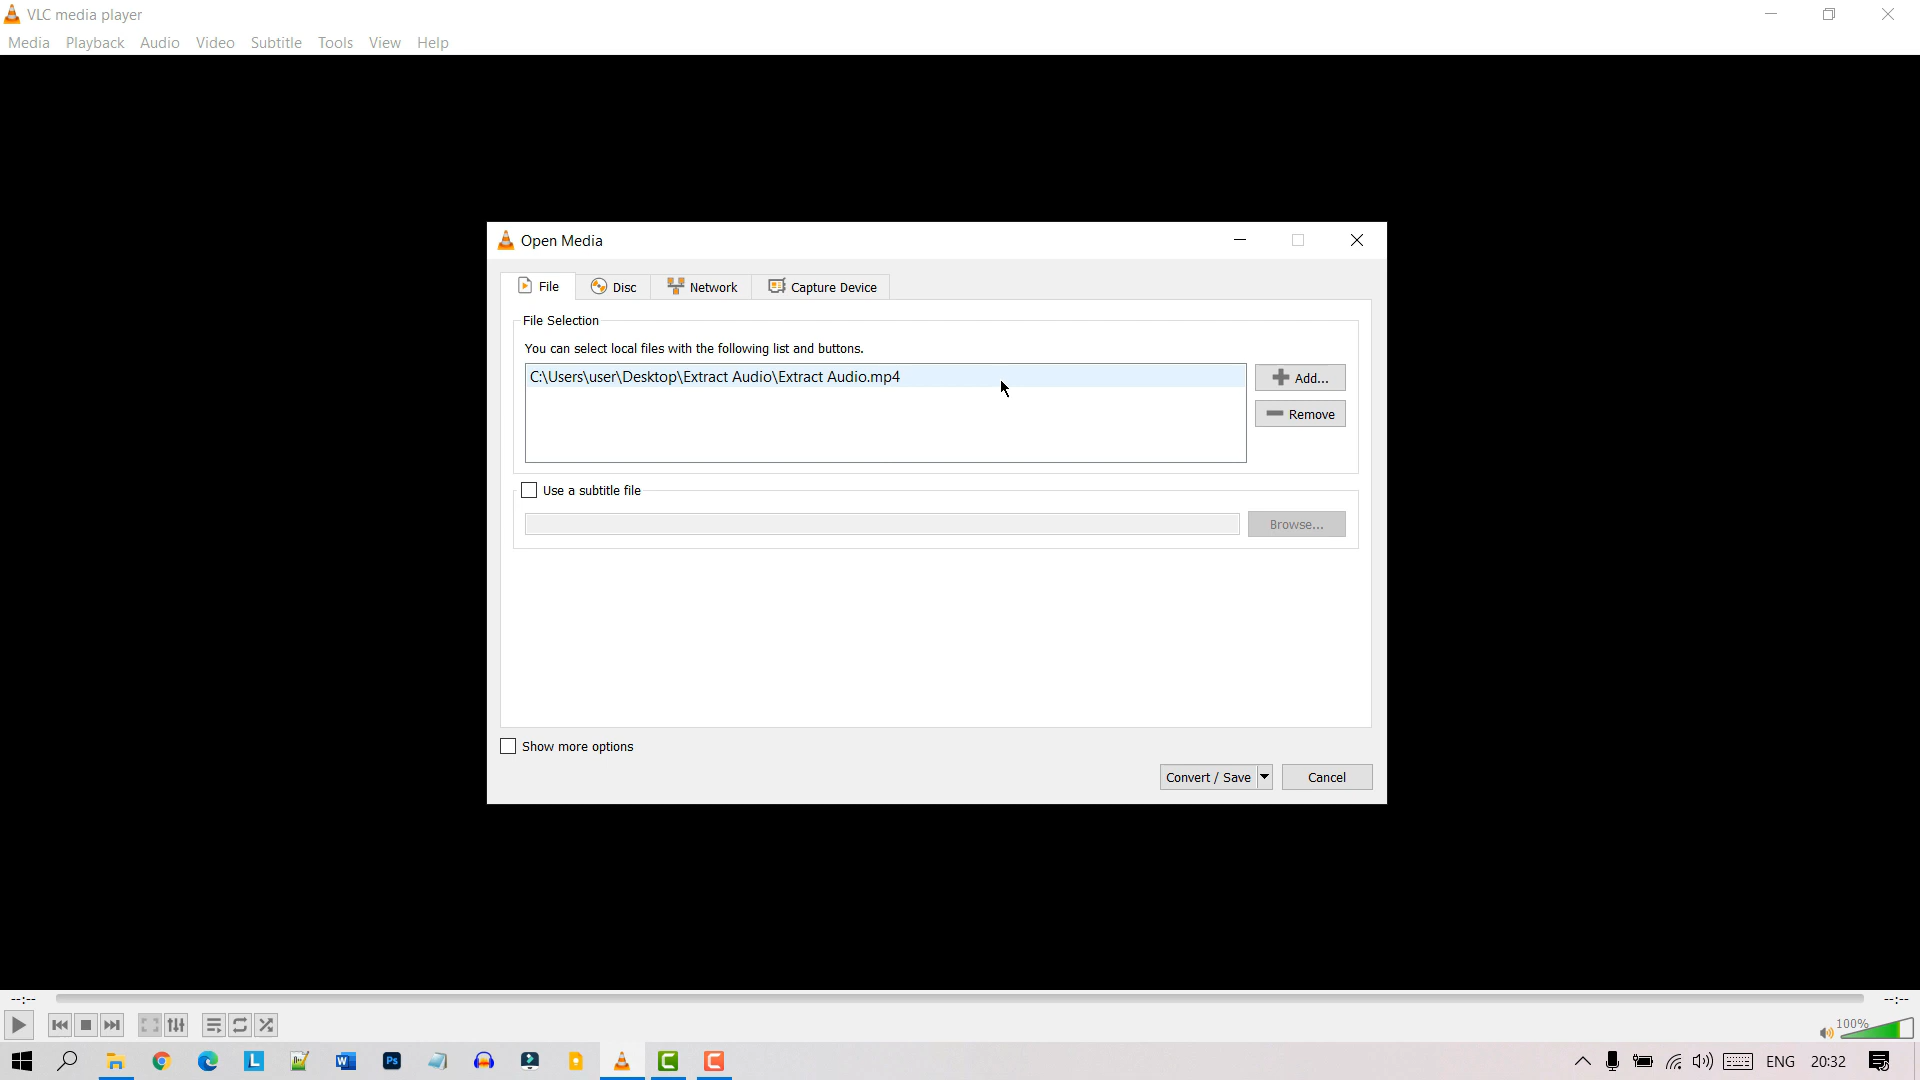 VLC media player
Media Playback Audio Video Subtitle Tools View Help
Open Media
File Disc Network Capture Device
File Selection
You can select local files with the following list and buttons.
C:\Users\user\Desktop\Extract Audio\Extract Audio.mp4
Add...
Remove
Use a subtitle file
Browse...
Show more options
Convert / Save Cancel
--:-- --:--
100%
L W Ps C C ENG 20:32